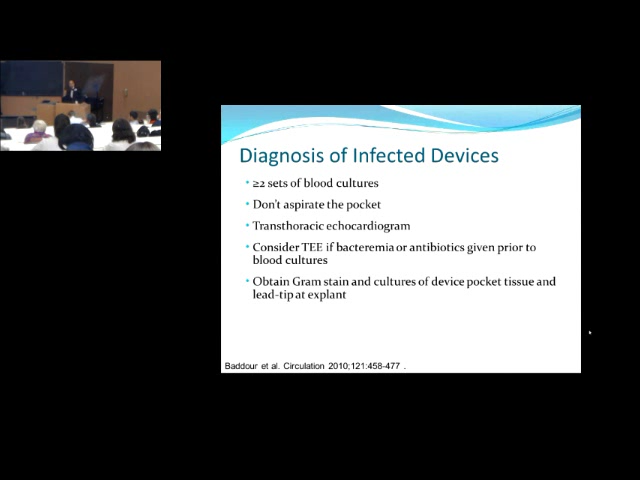 Diagnosis of Infected Devices
• ≥2 sets of blood cultures
• Don't aspirate the pocket
• Transthoracic echocardiogram
• Consider TEE if bacteremia or antibiotics given prior to
blood cultures
• Obtain Gram stain and cultures of device pocket tissue and
lead-tip at explant
Baddour et al. Circulation 2010;121:458-477 .